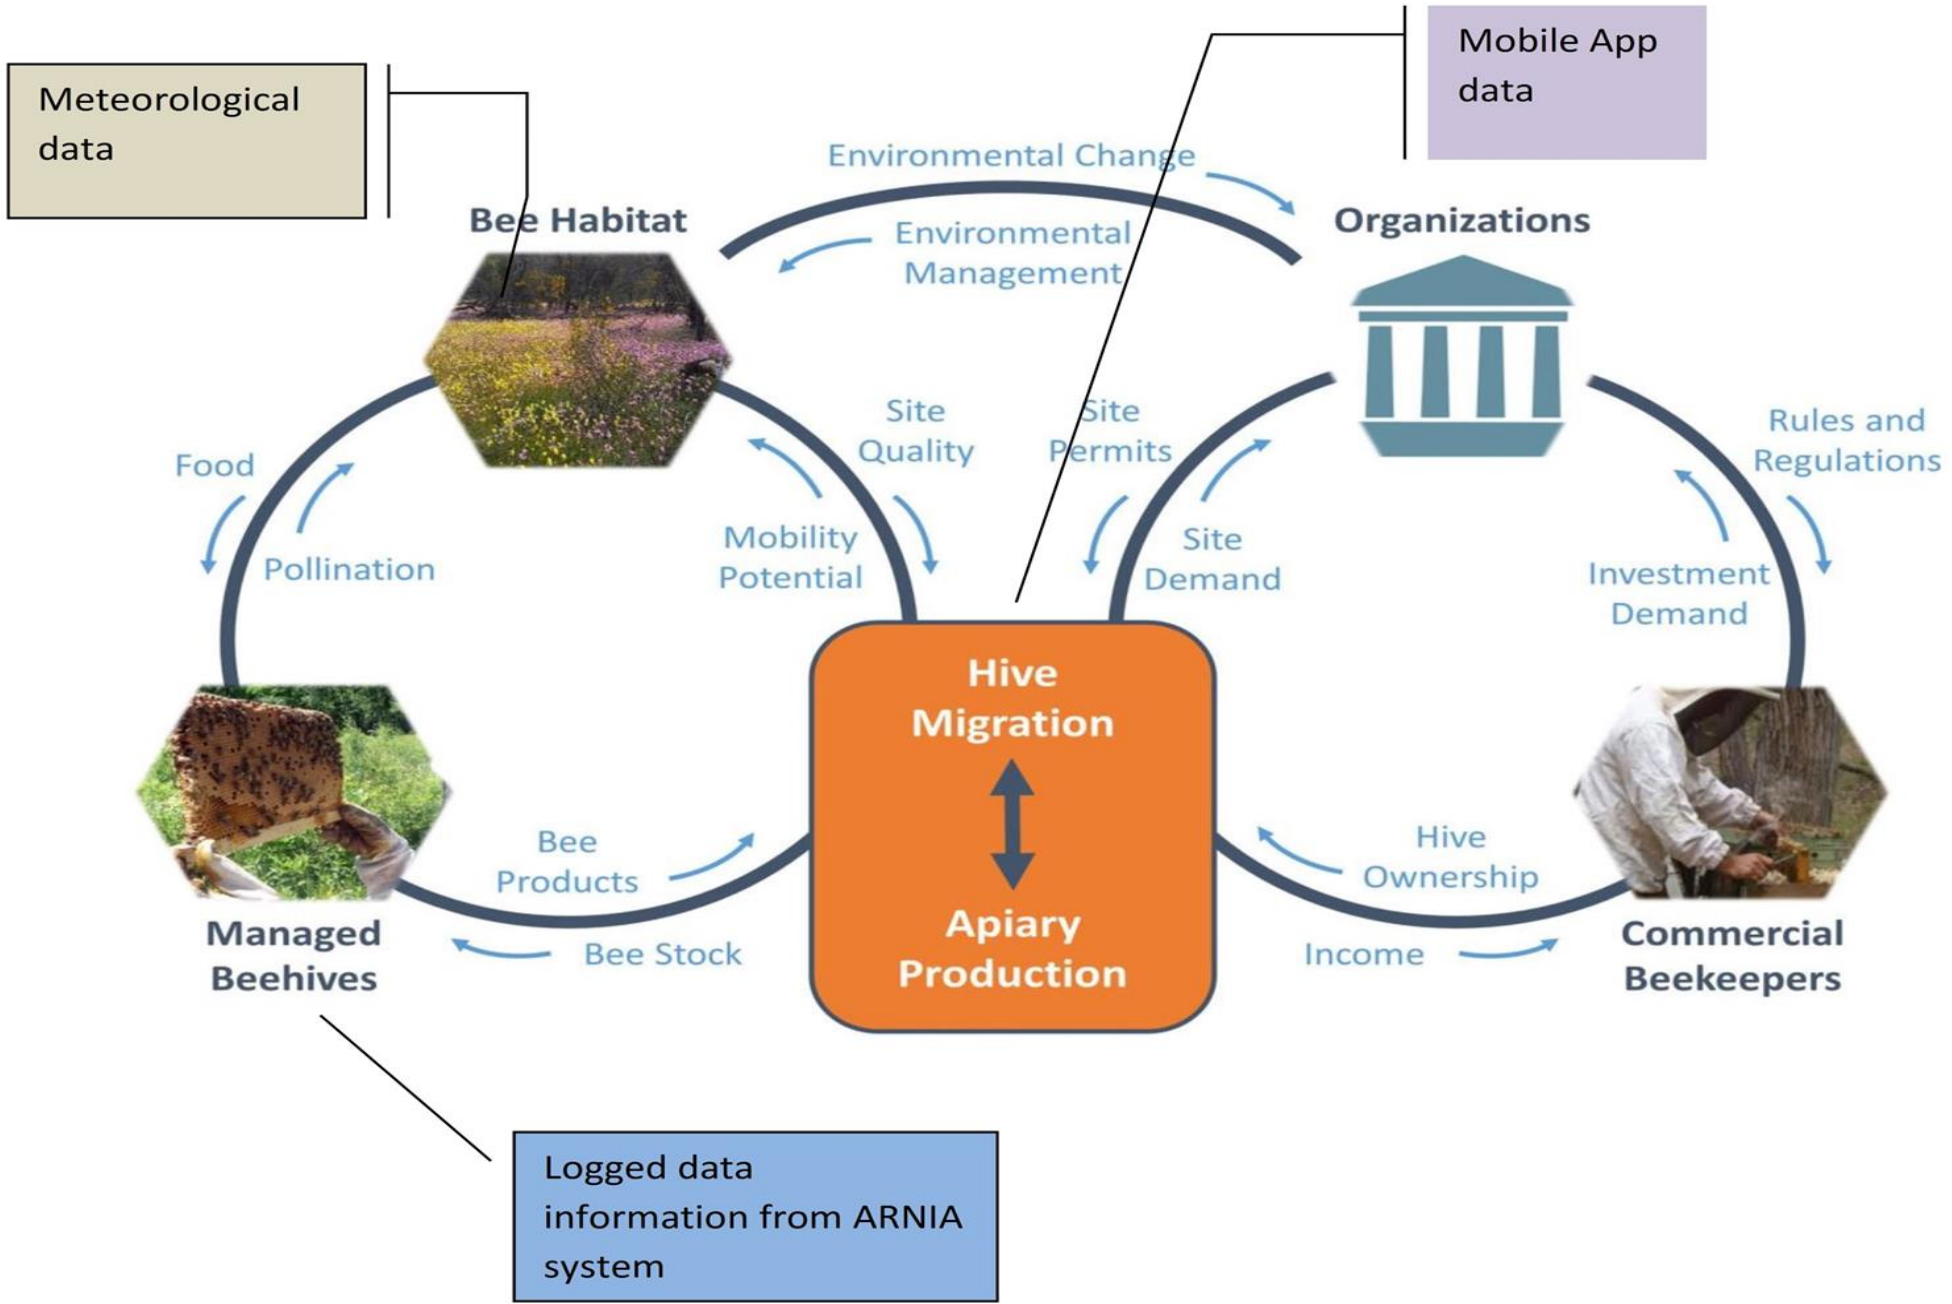 Meteorological
data
Mobile App
data
Environmental Change
Bee Habitat
Environmental
Management
Organizations
Site
Quality
Site
Permits
Rules and
Regulations
Food
Pollination
Mobility
Potential
Site
Demand
Investment
Demand
Hive
Migration
Apiary
Production
Bee
Products
Bee Stock
Hive
Ownership
Income
Managed
Beehives
Commercial
Beekeepers
Logged data
information from ARNIA
system